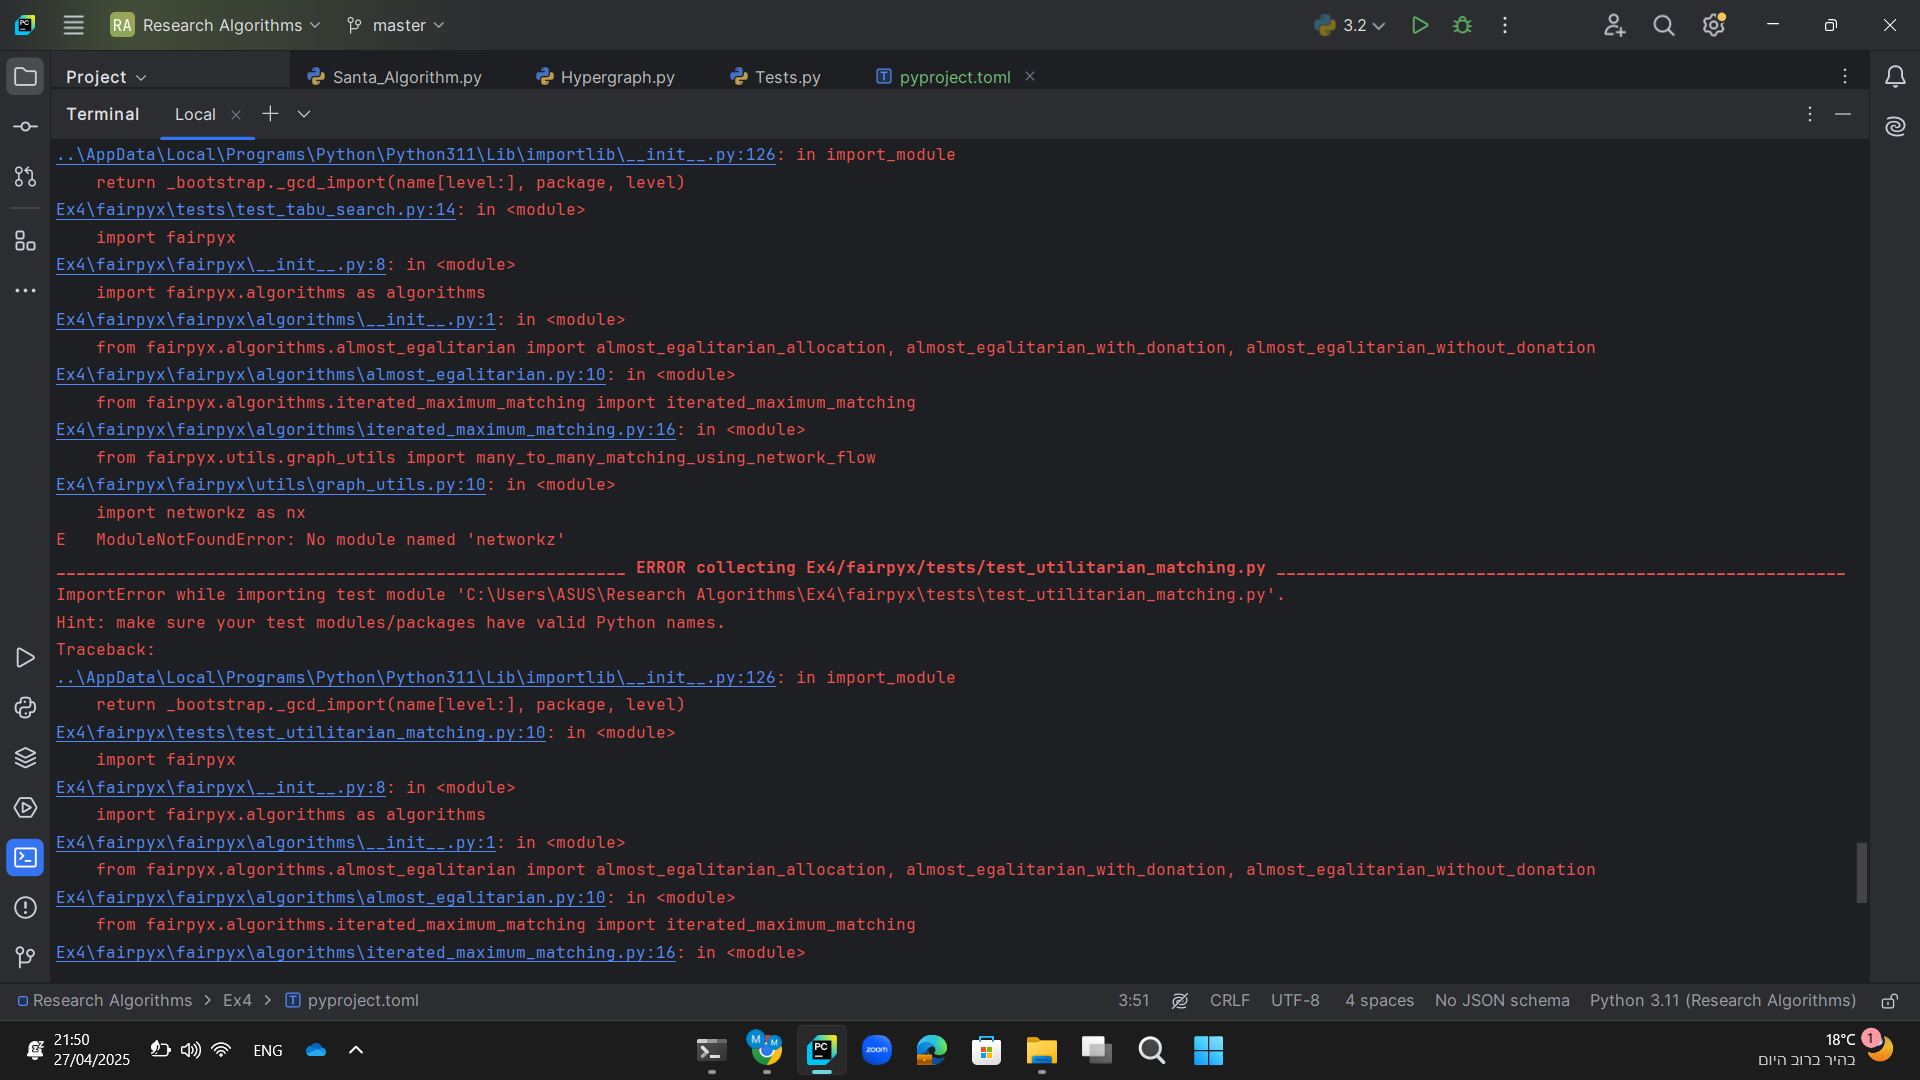 RA Research Algorithms master 3.2
Project Santa_Algorithm.py Hypergraph.py Tests.py pyproject.toml
Terminal Local
..\AppData\Local\Programs\Python\Python311\Lib\importlib\__init__.py:126: in import_module
    return _bootstrap._gcd_import(name[level:], package, level)
Ex4\fairpyx\tests\test_tabu_search.py:14: in <module>
    import fairpyx
Ex4\fairpyx\fairpyx\__init__.py:8: in <module>
    import fairpyx.algorithms as algorithms
Ex4\fairpyx\fairpyx\algorithms\__init__.py:1: in <module>
    from fairpyx.algorithms.almost_egalitarian import almost_egalitarian_allocation, almost_egalitarian_with_donation, almost_egalitarian_without_donation
Ex4\fairpyx\fairpyx\algorithms\almost_egalitarian.py:10: in <module>
    from fairpyx.algorithms.iterated_maximum_matching import iterated_maximum_matching
Ex4\fairpyx\fairpyx\algorithms\iterated_maximum_matching.py:16: in <module>
    from fairpyx.utils.graph_utils import many_to_many_matching_using_network_flow
Ex4\fairpyx\fairpyx\utils\graph_utils.py:10: in <module>
    import networkz as nx
E   ModuleNotFoundError: No module named 'networkz'
_________________________________________________________ ERROR collecting Ex4/fairpyx/tests/test_utilitarian_matching.py _________________________________________________________
ImportError while importing test module 'C:\Users\ASUS\Research Algorithms\Ex4\fairpyx\tests\test_utilitarian_matching.py'.
Hint: make sure your test modules/packages have valid Python names.
Traceback:
..\AppData\Local\Programs\Python\Python311\Lib\importlib\__init__.py:126: in import_module
    return _bootstrap._gcd_import(name[level:], package, level)
Ex4\fairpyx\tests\test_utilitarian_matching.py:10: in <module>
    import fairpyx
Ex4\fairpyx\fairpyx\__init__.py:8: in <module>
    import fairpyx.algorithms as algorithms
Ex4\fairpyx\fairpyx\algorithms\__init__.py:1: in <module>
    from fairpyx.algorithms.almost_egalitarian import almost_egalitarian_allocation, almost_egalitarian_with_donation, almost_egalitarian_without_donation
Ex4\fairpyx\fairpyx\algorithms\almost_egalitarian.py:10: in <module>
    from fairpyx.algorithms.iterated_maximum_matching import iterated_maximum_matching
Ex4\fairpyx\fairpyx\algorithms\iterated_maximum_matching.py:16: in <module>
Research Algorithms > Ex4 > pyproject.toml 3:51 CRLF UTF-8 4 spaces No JSON schema Python 3.11 (Research Algorithms)
21:50 ENG zoom 18°C 1
27/04/2025 בהיר ברוב היום